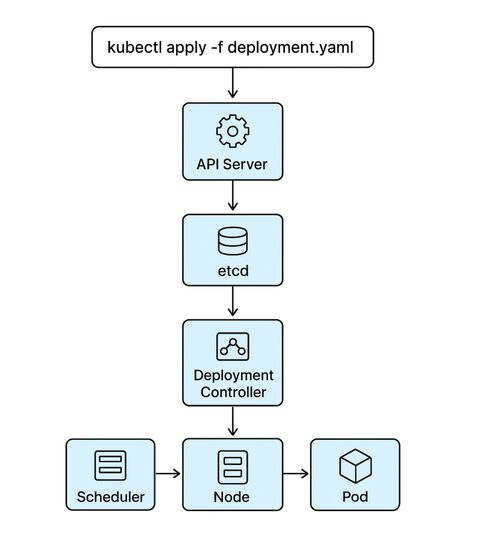 kubectl apply -f deployment.yaml
API Server
etcd
Deployment
Controller
Scheduler
Node
Pod